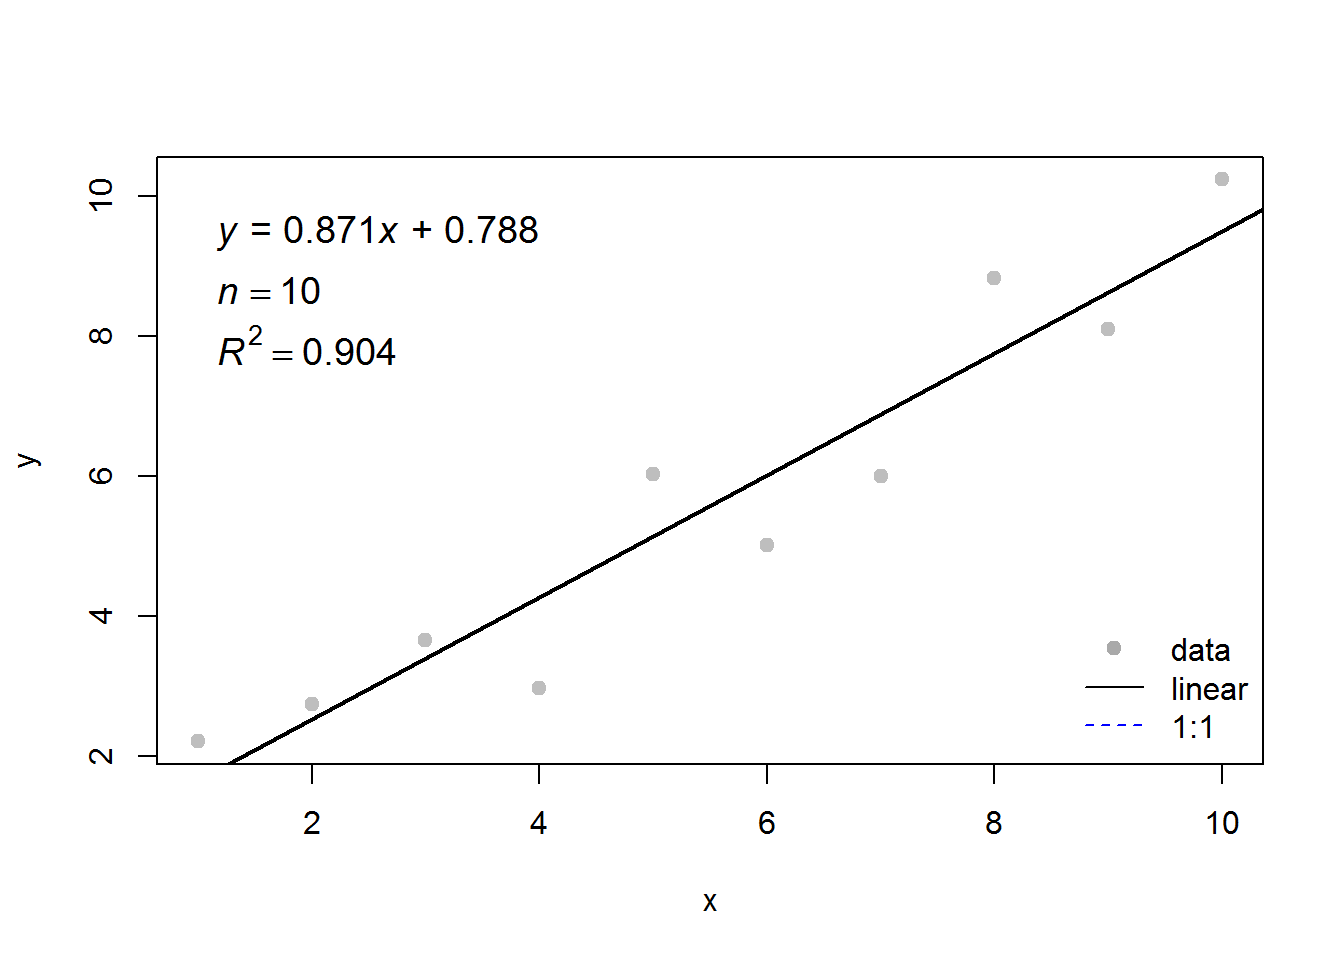 y = 0.871x + 0.788
n = 10
R² = 0.904
10
8
6
4
2
y
data
linear
1:1
2 4 6 8 10
x